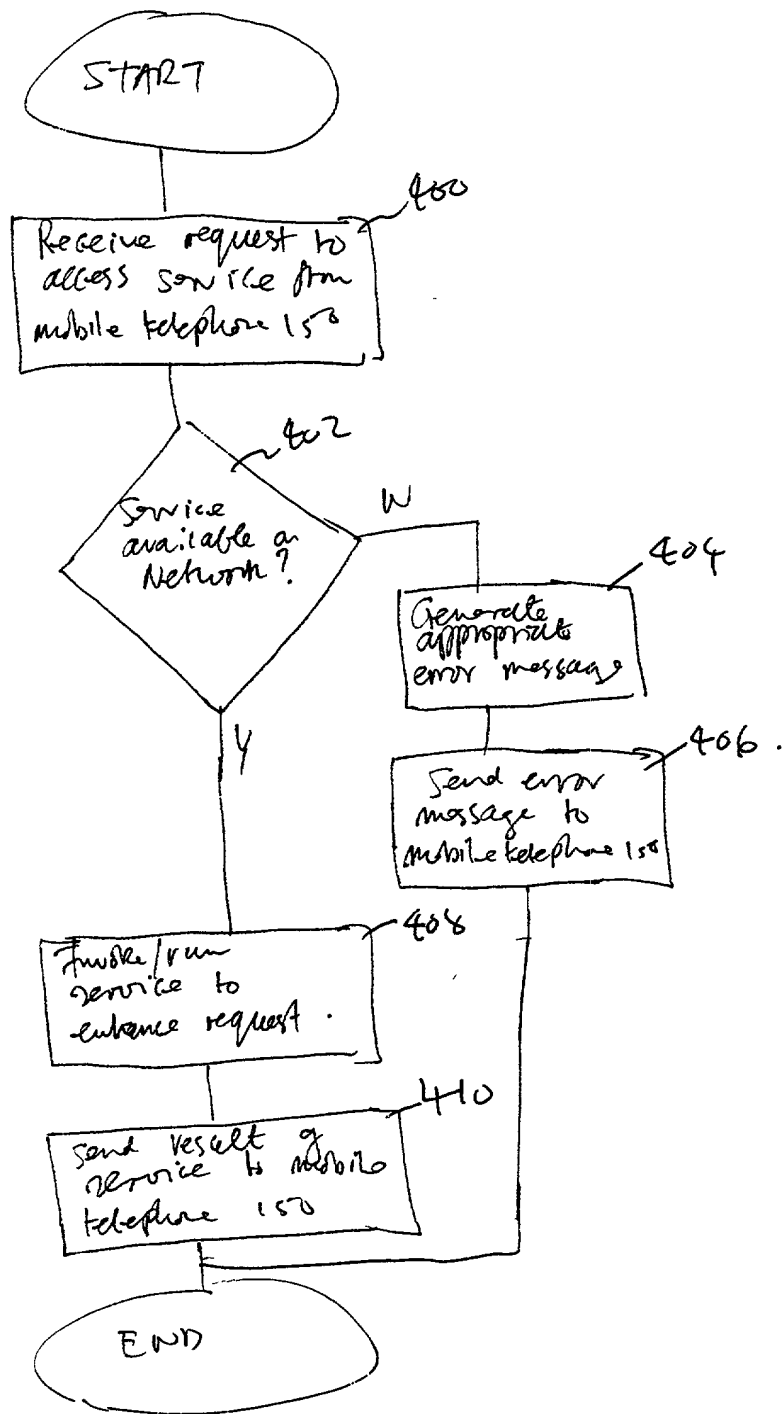 START
400
Receive request to
access service from
mobile telephone 150
402
Service
available on
Network?
N
Y
404
Generate
appropriate
error message
406.
Send error
message to
mobile telephone 150
408
Invoke/run
service to
enhance request.
410
Send result of
service to mobile
telephone 150
END